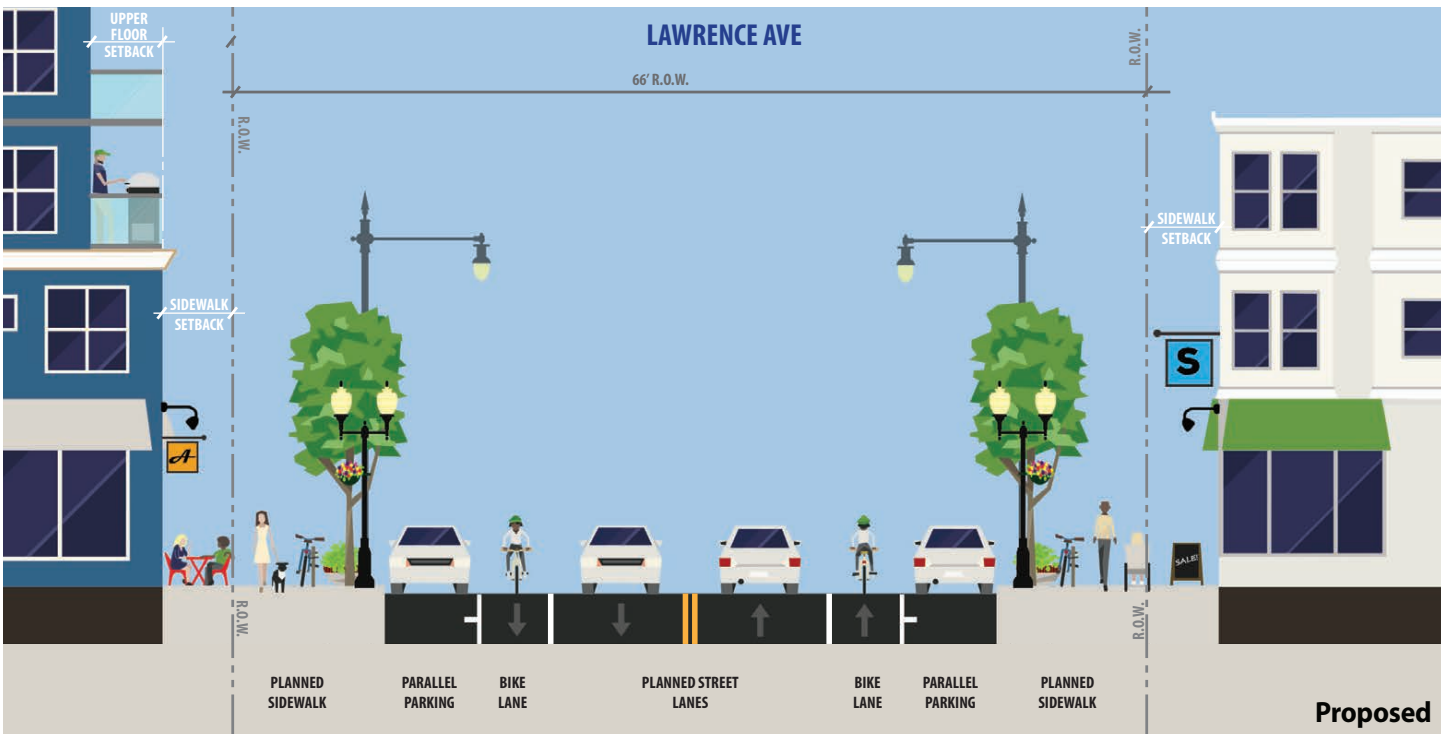 UPPER
FLOOR
SETBACK
LAWRENCE AVE
66' R.O.W.
R.O.W.
R.O.W.
SIDEWALK
SETBACK
SIDEWALK
SETBACK
S
A
SALE!
R.O.W.
R.O.W.
PLANNED
SIDEWALK
PARALLEL
PARKING
BIKE
LANE
PLANNED STREET
LANES
BIKE
LANE
PARALLEL
PARKING
PLANNED
SIDEWALK
Proposed